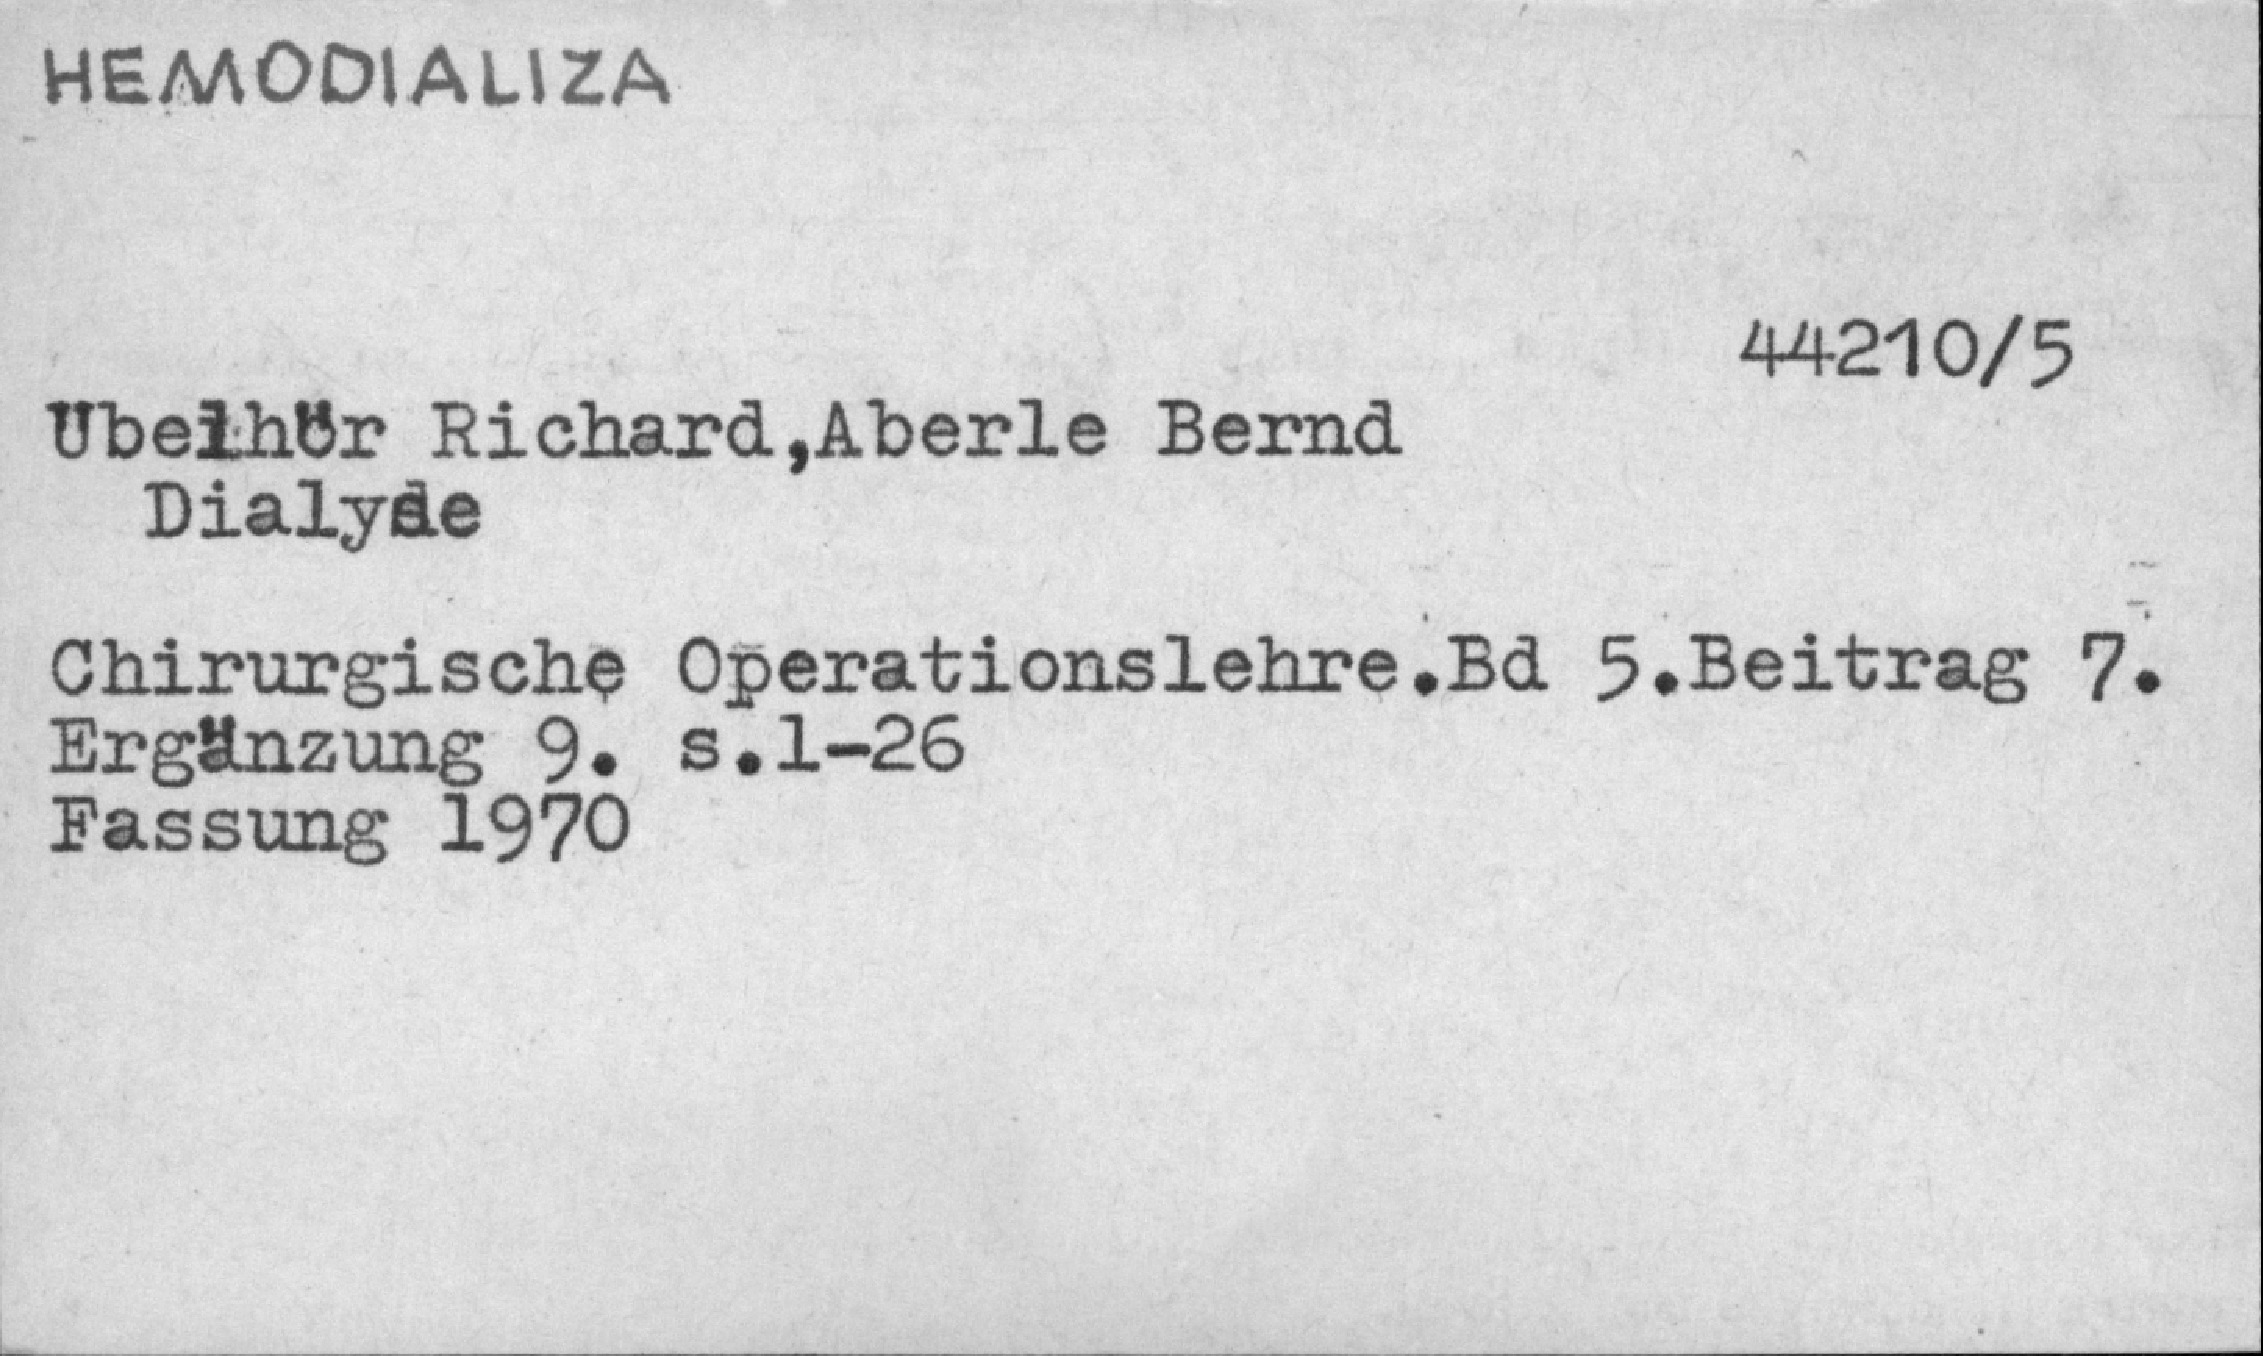 HEMODIALIZA
44210/5
Übelhör Richard,Aberle Bernd
Dialyse
Chirurgische Operationslehre.Bd 5.Beitrag 7.
Ergänzung 9. s.1-26
Fassung 1970